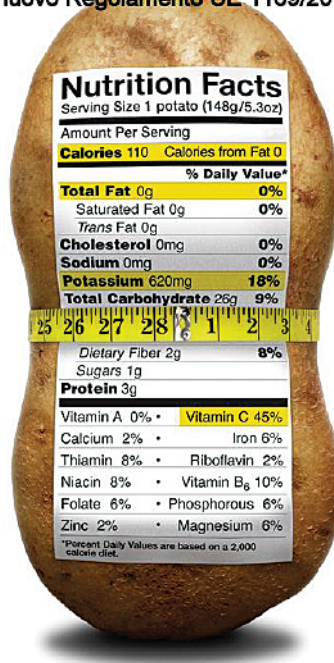 nuovo Regolamento UE 1169/20
Nutrition Facts
Serving Size 1 potato (148g/5.3oz)
Amount Per Serving
Calories 110 Calories from Fat 0
% Daily Value*
Total Fat 0g 0%
Saturated Fat 0g 0%
Trans Fat 0g
Cholesterol 0mg 0%
Sodium 0mg 0%
Potassium 620mg 18%
Total Carbohydrate 26g 9%
25 26 27 28 1 2 3 4
Dietary Fiber 2g 8%
Sugars 1g
Protein 3g
Vitamin A 0% • Vitamin C 45%
Calcium 2% • Iron 6%
Thiamin 8% • Riboflavin 2%
Niacin 8% • Vitamin B6 10%
Folate 6% • Phosphorous 6%
Zinc 2% • Magnesium 6%
*Percent Daily Values are based on a 2,000
calorie diet.